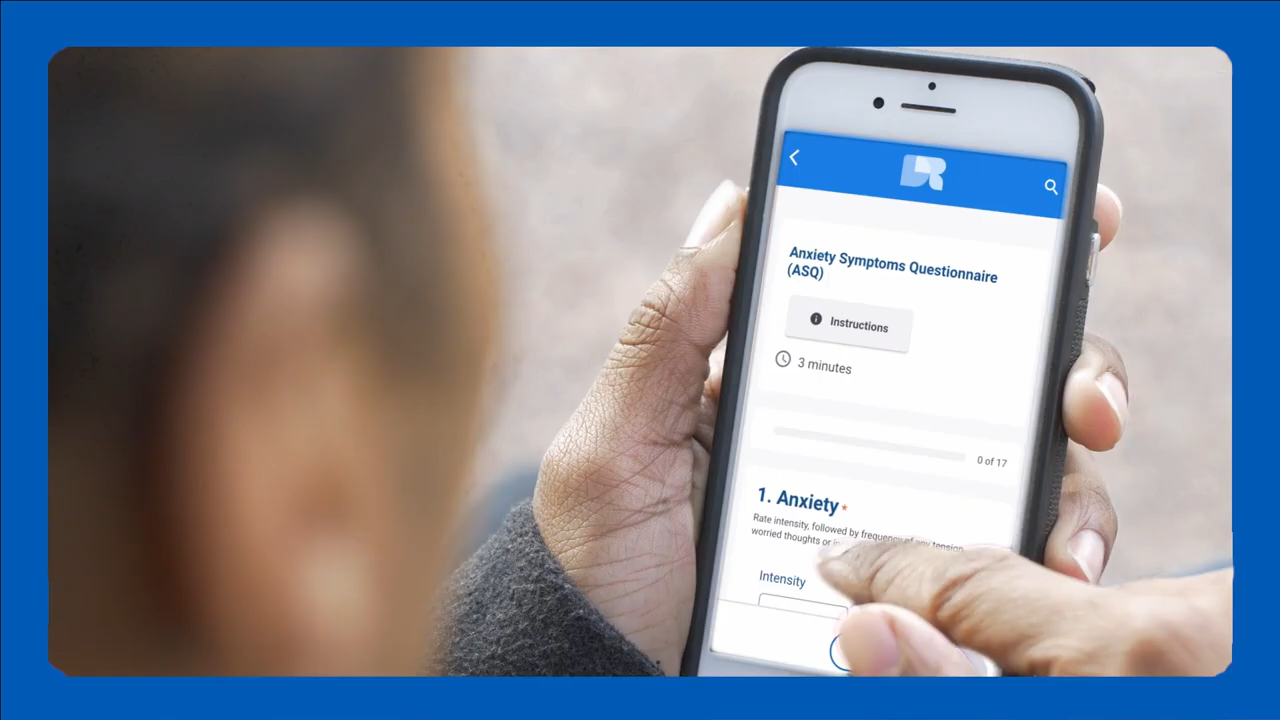 Anxiety Symptoms Questionnaire
(ASQ)
Instructions
3 minutes
0 of 17
1. Anxiety *
Rate intensity, followed by frequency of any tension,
worried thoughts or
Intensity